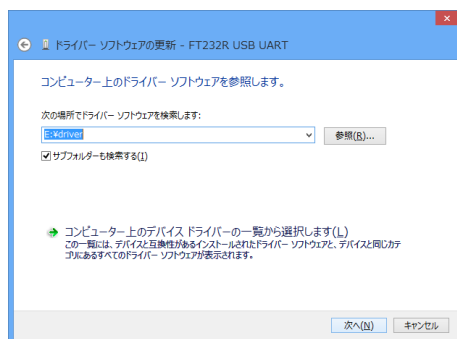 ドライバー ソフトウェアの更新 - FT232R USB UART
コンピューター上のドライバー ソフトウェアを参照します。
次の場所でドライバー ソフトウェアを検索します:
E:¥driver
参照(R)...
サブフォルダーも検索する(I)
コンピューター上のデバイス ドライバーの一覧から選択します(L)
この一覧には、デバイスと互換性があるインストールされたドライバー ソフトウェアと、デバイスと同じカテ
ゴリにあるすべてのドライバー ソフトウェアが表示されます。
次へ(N)
キャンセル